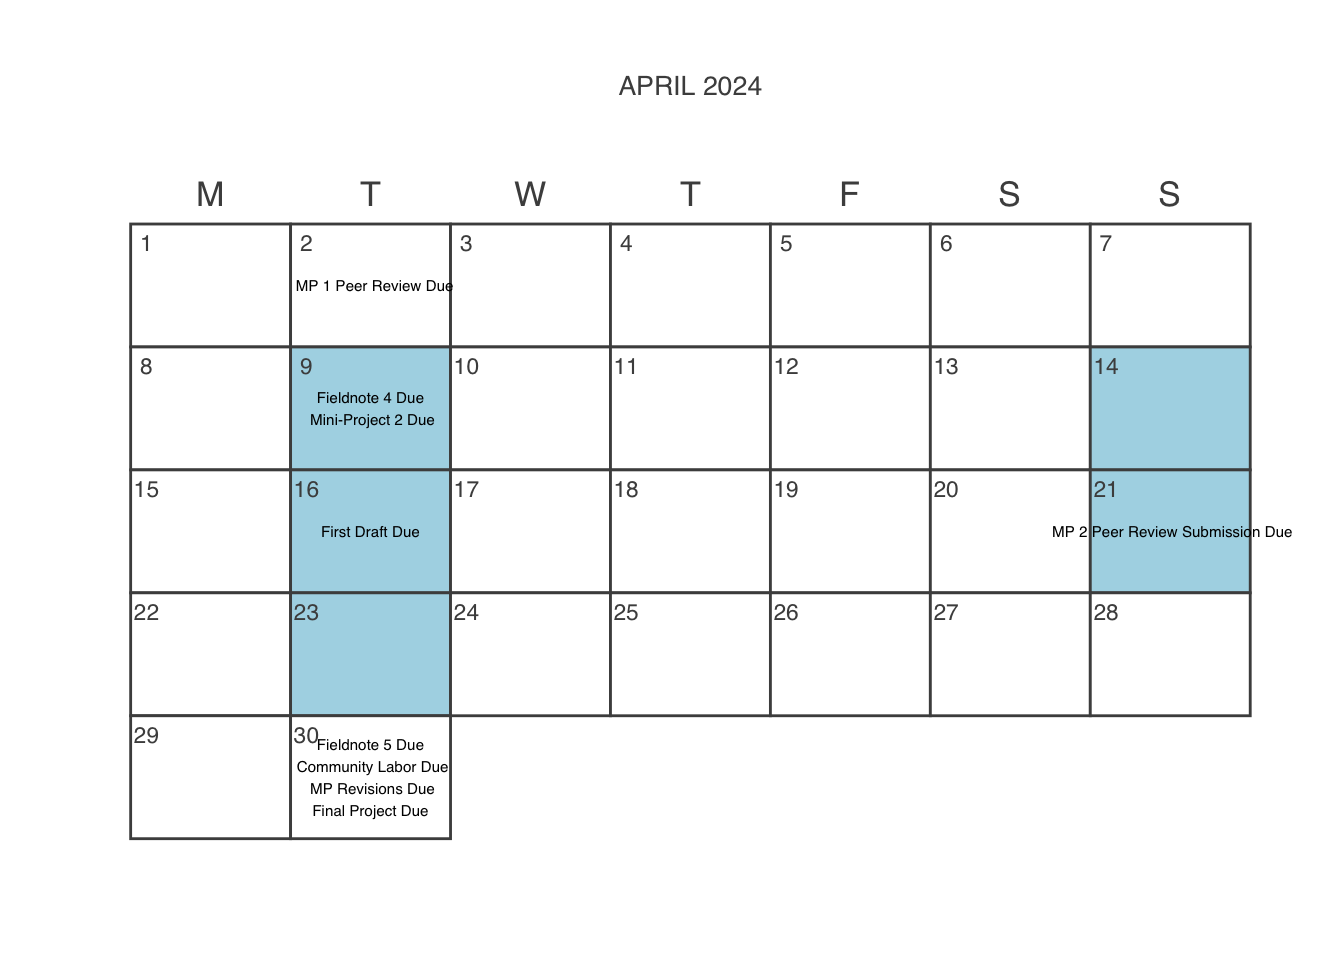 APRIL 2024
M T W T F S S
1 2 3 4 5 6 7
MP 1 Peer Review Due
8 9 10 11 12 13 14
Fieldnote 4 Due
Mini-Project 2 Due
15 16 17 18 19 20 21
First Draft Due
MP 2 Peer Review Submission Due
22 23 24 25 26 27 28
29 30
Fieldnote 5 Due
Community Labor Due
MP Revisions Due
Final Project Due